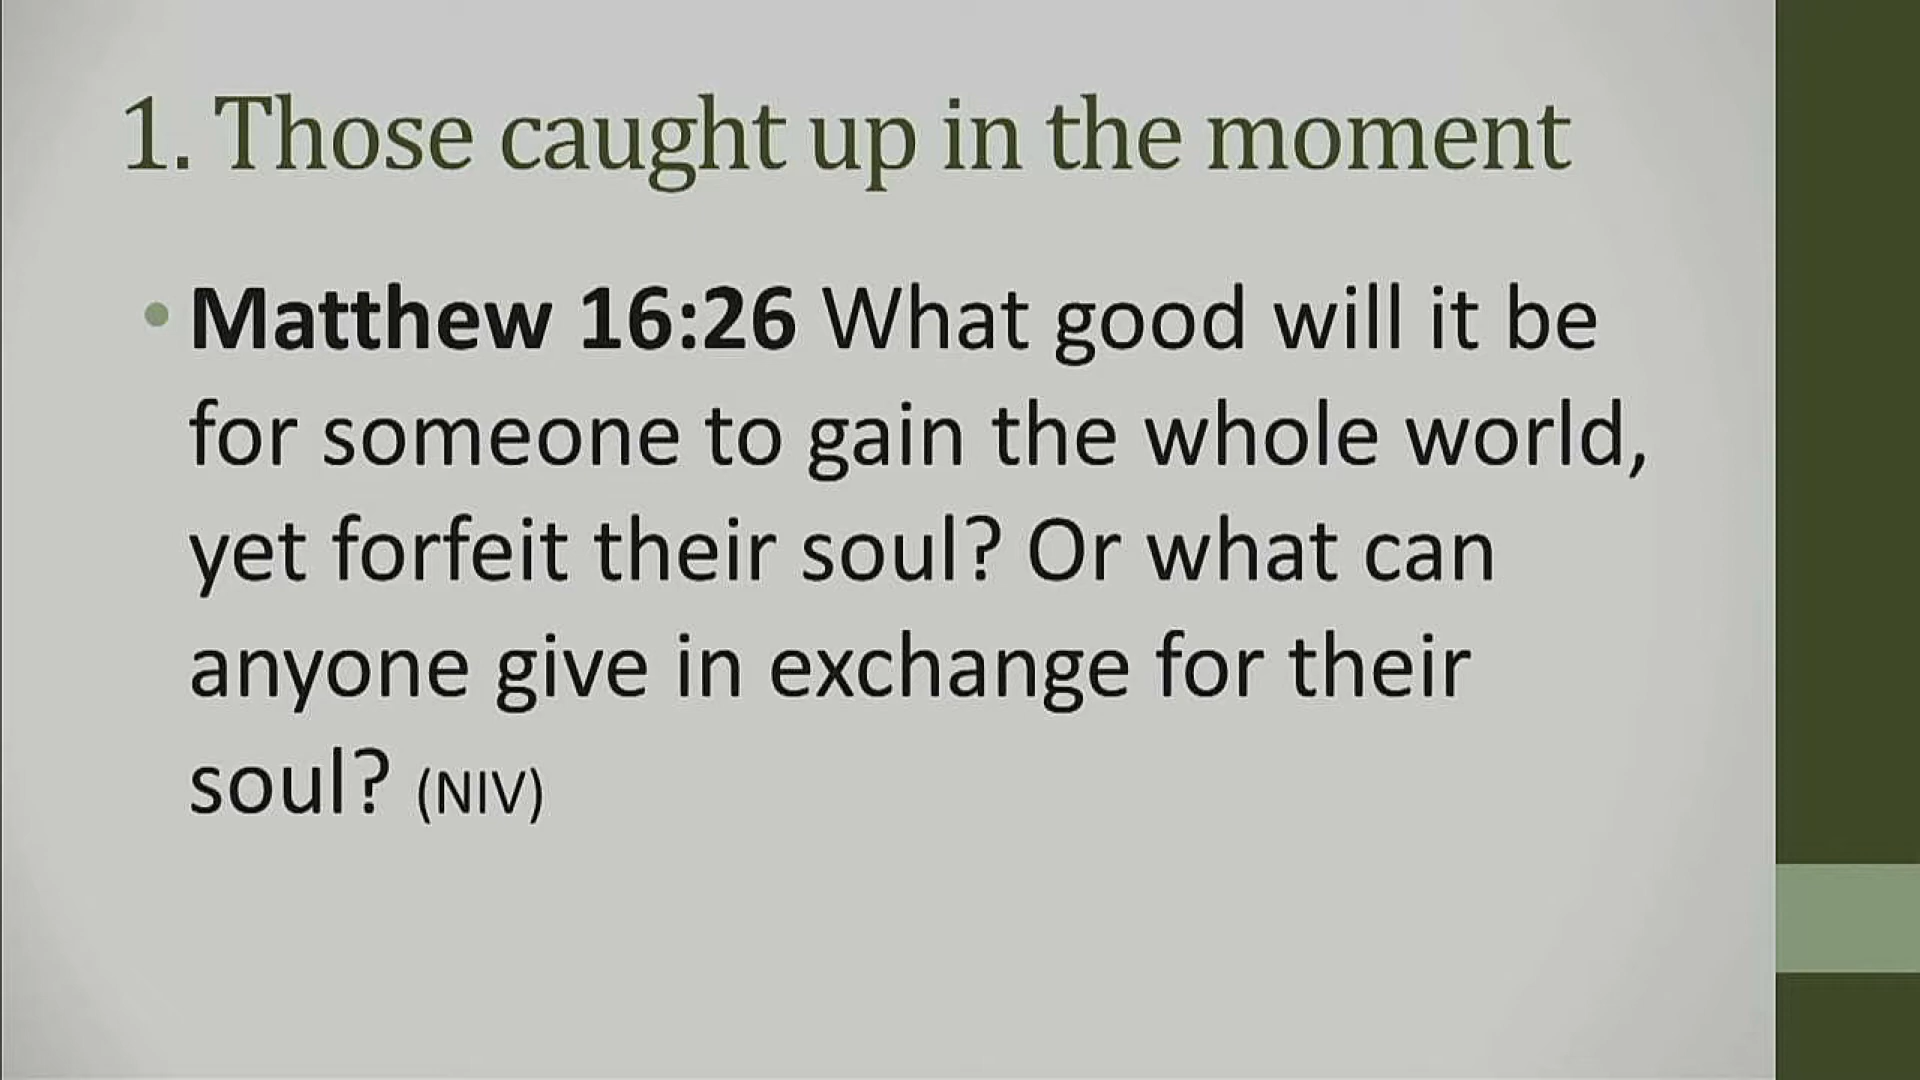 1. Those caught up in the moment
• Matthew 16:26 What good will it be
for someone to gain the whole world,
yet forfeit their soul? Or what can
anyone give in exchange for their
soul? (NIV)